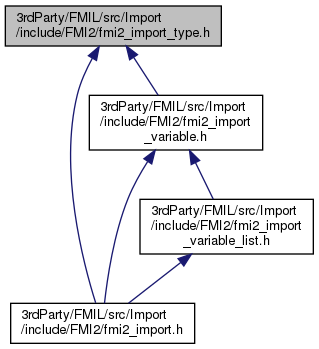 3rdParty/FMIL/src/Import
/include/FMI2/fmi2_import_type.h
3rdParty/FMIL/src/Import
/include/FMI2/fmi2_import
_variable.h
3rdParty/FMIL/src/Import
/include/FMI2/fmi2_import
_variable_list.h
3rdParty/FMIL/src/Import
/include/FMI2/fmi2_import.h